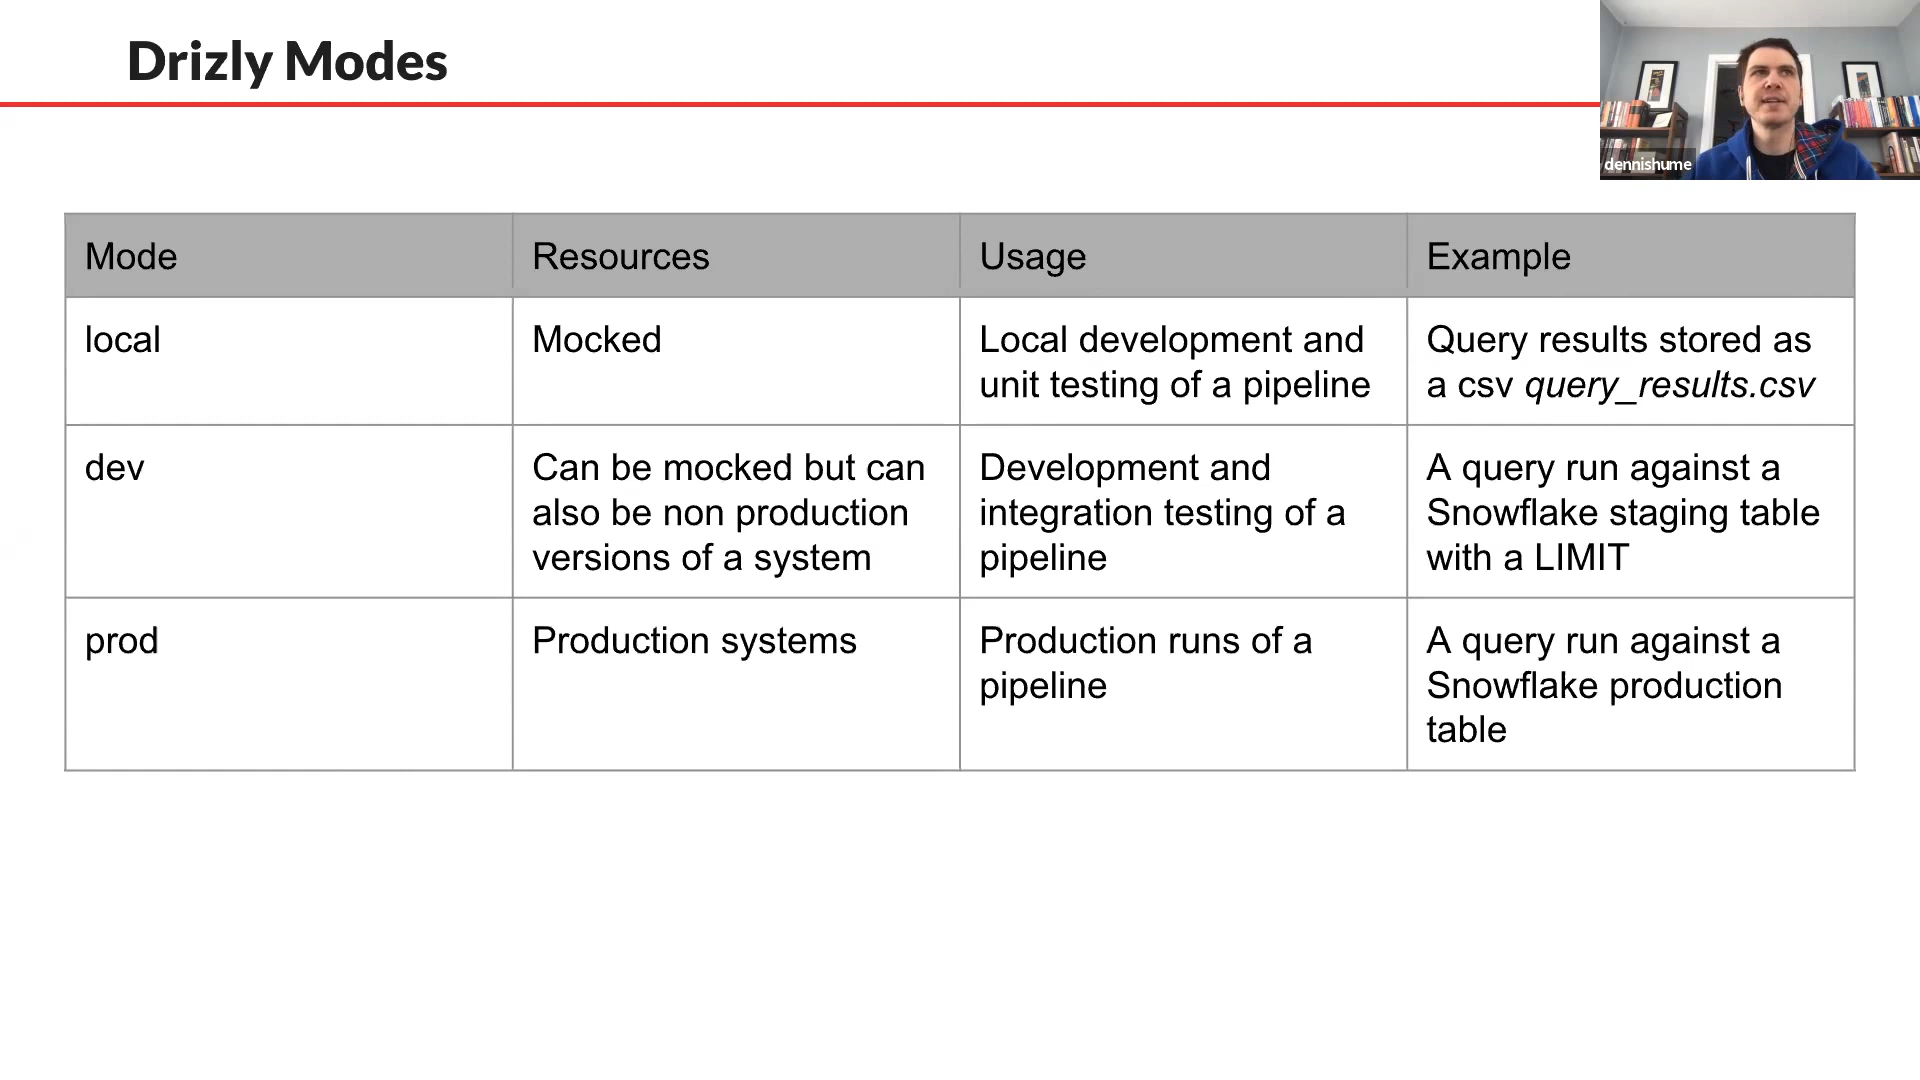 Drizly Modes
dennishume
Mode
Resources
Usage
Example
local
Mocked
Local development and
unit testing of a pipeline
Query results stored as
a csv query_results.csv
dev
Can be mocked but can
also be non production
versions of a system
Development and
integration testing of a
pipeline
A query run against a
Snowflake staging table
with a LIMIT
prod
Production systems
Production runs of a
pipeline
A query run against a
Snowflake production
table